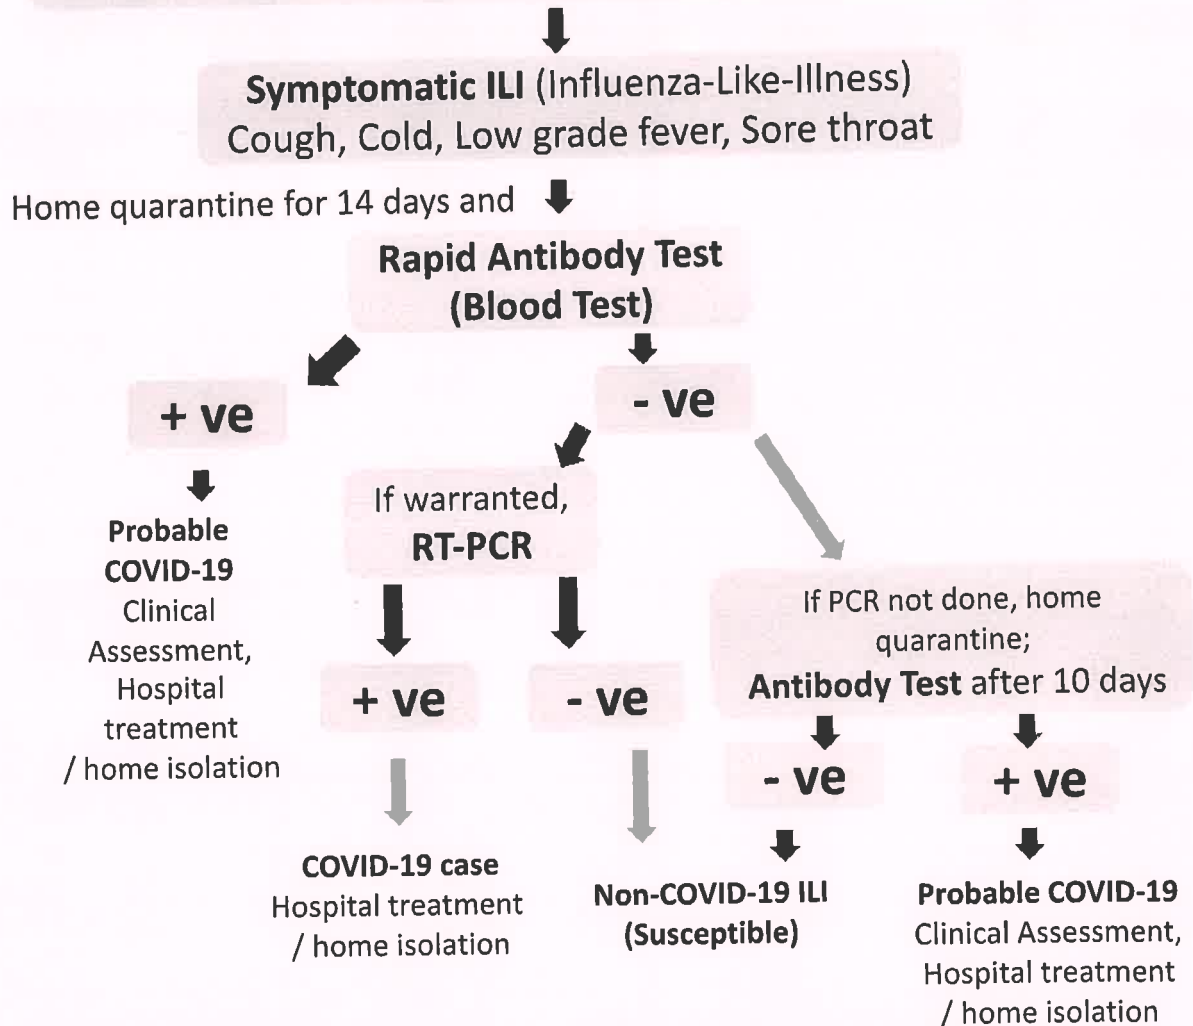 Symptomatic ILI (Influenza-Like-Illness)
Cough, Cold, Low grade fever, Sore throat
Home quarantine for 14 days and
Rapid Antibody Test
(Blood Test)
+ ve
- ve
Probable
COVID-19
Clinical
Assessment,
Hospital
treatment
/ home isolation
If warranted,
RT-PCR
+ ve
- ve
If PCR not done, home
quarantine;
Antibody Test after 10 days
- ve
+ ve
COVID-19 case
Hospital treatment
/ home isolation
Non-COVID-19 ILI
(Susceptible)
Probable COVID-19
Clinical Assessment,
Hospital treatment
/ home isolation